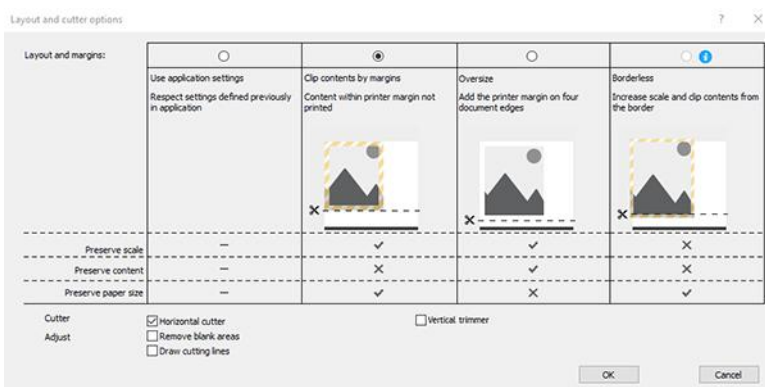 Layout and cutter options
? ×
Layout and margins:
Use application settings
Clip contents by margins
Oversize
Borderless
Respect settings defined previously
in application
Content within printer margin not
printed
Add the printer margin on four
document edges
Increase scale and clip contents from
the border
Preserve scale
Preserve content
Preserve paper size
Cutter
Horizontal cutter
Vertical trimmer
Adjust
Remove blank areas
Draw cutting lines
OK
Cancel